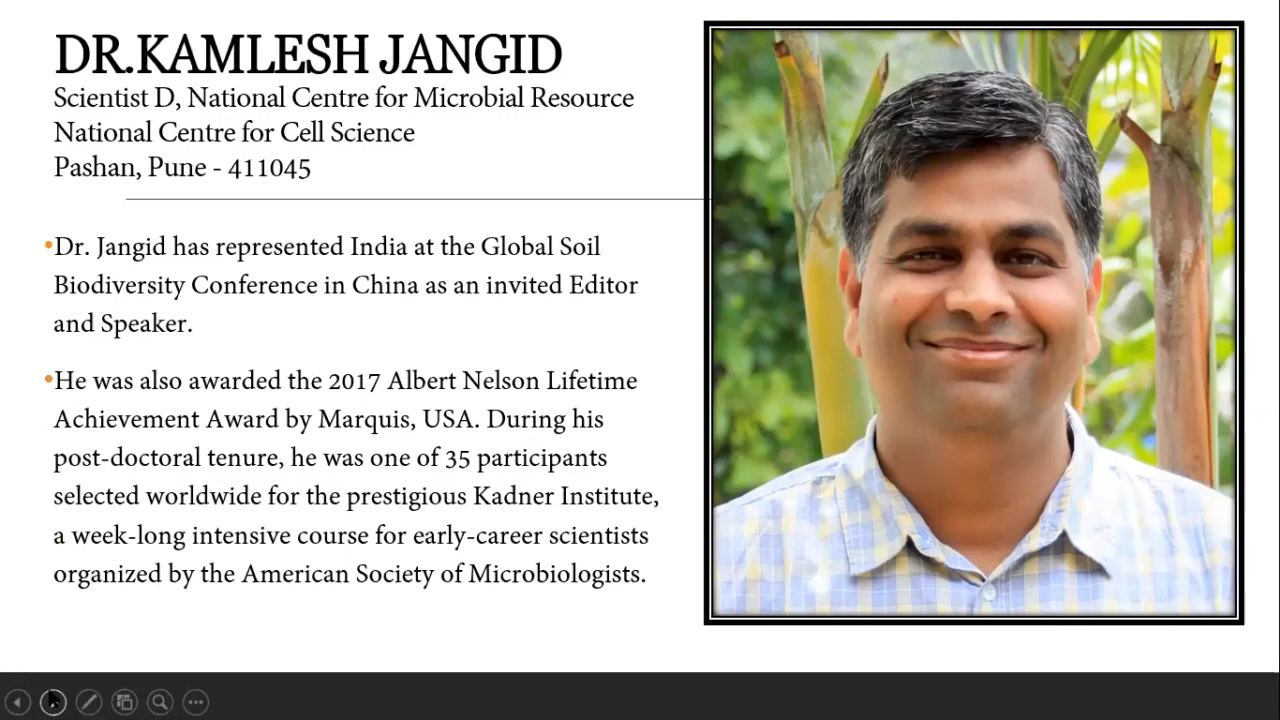 DR.KAMLESH JANGID
Scientist D, National Centre for Microbial Resource
National Centre for Cell Science
Pashan, Pune - 411045
•Dr. Jangid has represented India at the Global Soil
Biodiversity Conference in China as an invited Editor
and Speaker.
•He was also awarded the 2017 Albert Nelson Lifetime
Achievement Award by Marquis, USA. During his
post-doctoral tenure, he was one of 35 participants
selected worldwide for the prestigious Kadner Institute,
a week-long intensive course for early-career scientists
organized by the American Society of Microbiologists.